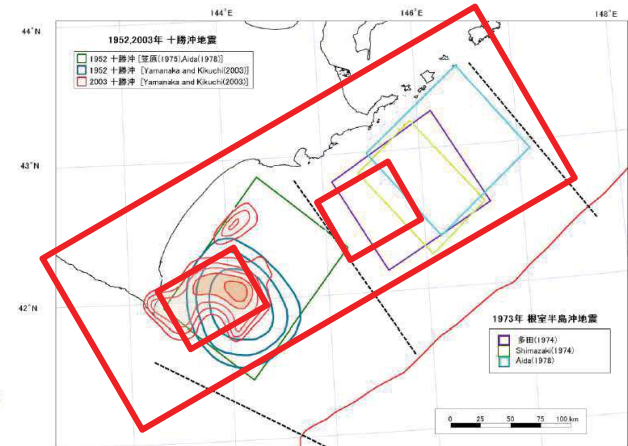 144°E
146°E
148°E
44°N
43°N
42°N
1952,2003年 十勝沖地震
1952 十勝沖 [笠原(1975),Aida(1978)]
1952 十勝沖 [Yamanaka and Kikuchi(2003)]
2003 十勝沖 [Yamanaka and Kikuchi(2003)]
1973年 根室半島沖地震
多田(1974)
Shimazaki(1974)
Aida(1978)
0 25 50 75 100 km